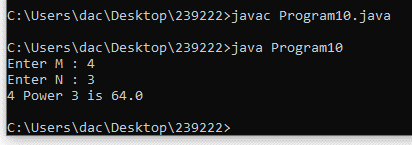 C:\Users\dac\Desktop\239222>javac Program10.java
C:\Users\dac\Desktop\239222>java Program10
Enter M : 4
Enter N : 3
4 Power 3 is 64.0
C:\Users\dac\Desktop\239222>